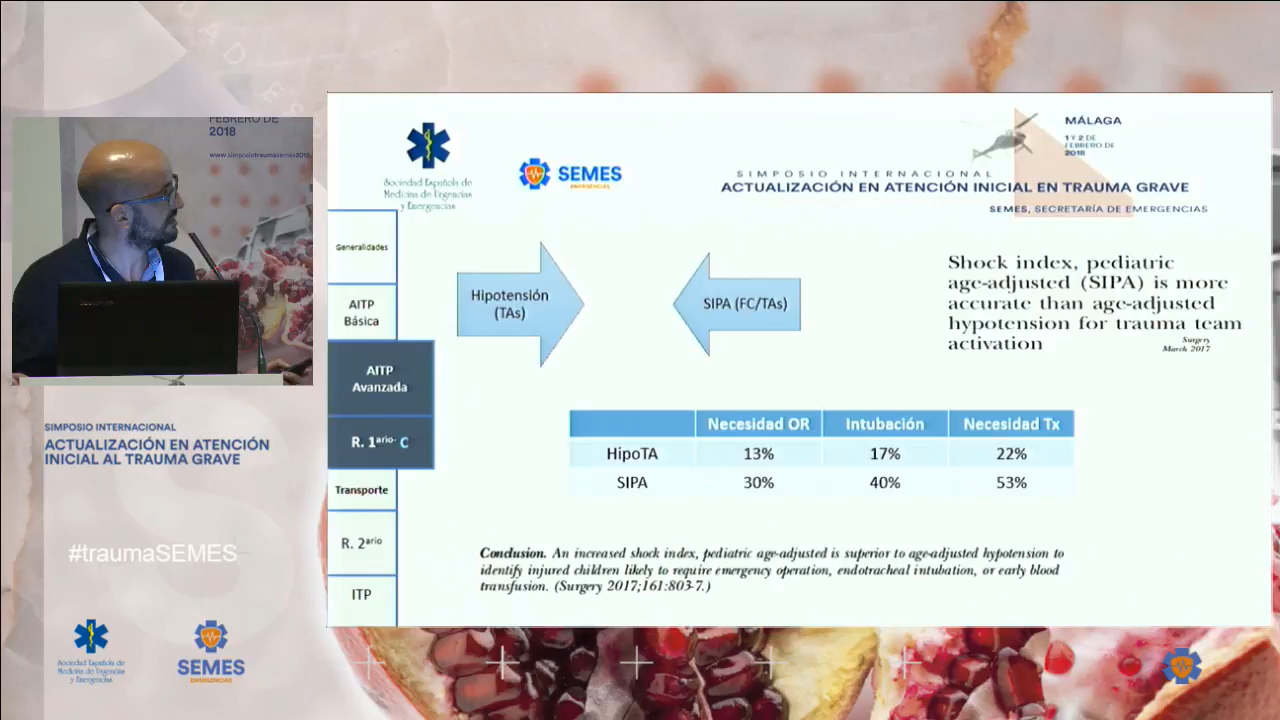 FEBRERO DE
2018
www.simposiotraumasemes2018
SIMPOSIO INTERNACIONAL
ACTUALIZACIÓN EN ATENCIÓN
INICIAL AL TRAUMA GRAVE
#traumaSEMES
Sociedad Española de
Medicina de Urgencias
y Emergencias
SEMES
EMERGENCIAS
Sociedad Española de
Medicina de Urgencias
y Emergencias
SEMES
EMERGENCIAS
MÁLAGA
1 Y 2 DE
FEBRERO DE
2018
SIMPOSIO INTERNACIONAL
ACTUALIZACIÓN EN ATENCIÓN INICIAL EN TRAUMA GRAVE
SEMES, SECRETARÍA DE EMERGENCIAS
Generalidades
AITP
Básica
AITP
Avanzada
R. 1ario- C
Transporte
R. 2ario
ITP
Hipotensión
(TAs)
SIPA (FC/TAs)
Shock index, pediatric
age-adjusted (SIPA) is more
accurate than age-adjusted
hypotension for trauma team
activation
Surgery
March 2017
Necesidad OR Intubación Necesidad Tx
HipoTA 13% 17% 22%
SIPA 30% 40% 53%
Conclusion. An increased shock index, pediatric age-adjusted is superior to age-adjusted hypotension to
identify injured children likely to require emergency operation, endotracheal intubation, or early blood
transfusion. (Surgery 2017;161:803-7.)